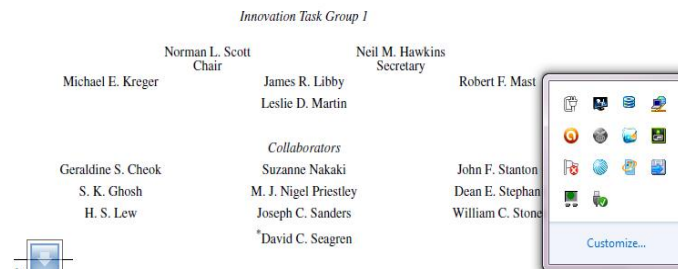 Innovation Task Group 1
Norman L. Scott Neil M. Hawkins
Chair Secretary
Michael E. Kreger James R. Libby Robert F. Mast
Leslie D. Martin
Collaborators
Geraldine S. Cheok Suzanne Nakaki John F. Stanton
S. K. Ghosh M. J. Nigel Priestley Dean E. Stephan
H. S. Lew Joseph C. Sanders William C. Stone
*David C. Seagren
Customize...